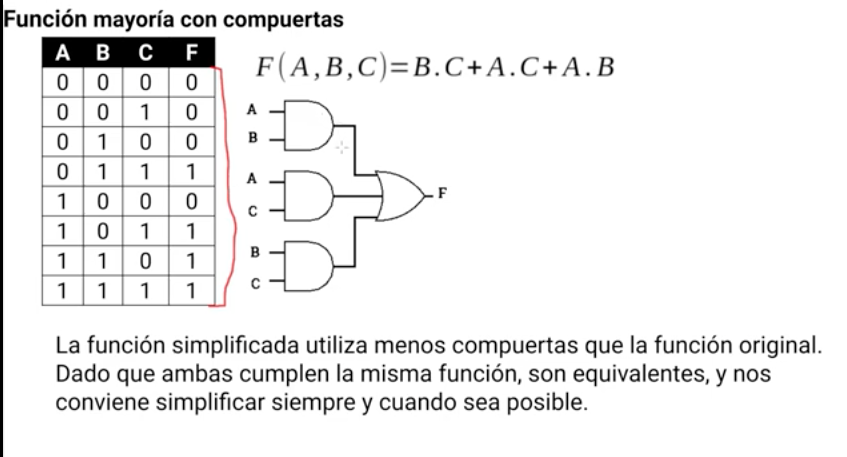 Función mayoría con compuertas
A B C F
0 0 0 0
0 0 1 0
0 1 0 0
0 1 1 1
1 0 0 0
1 0 1 1
1 1 0 1
1 1 1 1
F(A,B,C)=B.C+A.C+A.B
A
B
A
C
B
C
F
La función simplificada utiliza menos compuertas que la función original.
Dado que ambas cumplen la misma función, son equivalentes, y nos
conviene simplificar siempre y cuando sea posible.